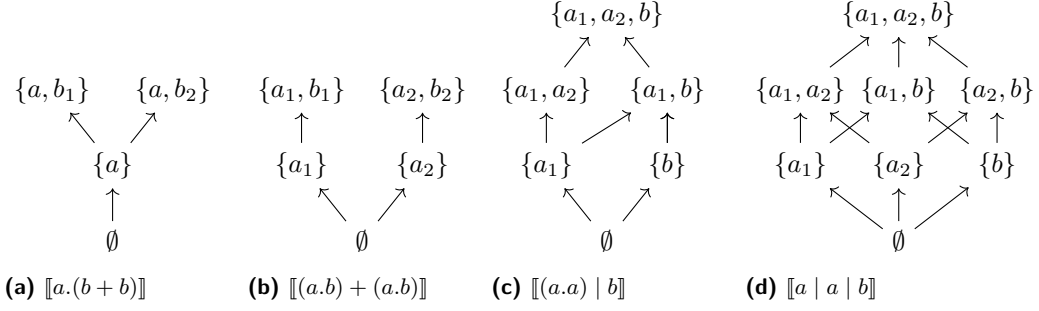 {a₁, a₂, b} {a₁, a₂, b}
{a, b₁} {a, b₂} {a₁, b₁} {a₂, b₂} {a₁, a₂} {a₁, b} {a₁, a₂} {a₁, b} {a₂, b}
{a} {a₁} {a₂} {a₁} {b} {a₁} {a₂} {b}
∅ ∅ ∅ ∅
(a) ⟦a.(b + b)⟧ (b) ⟦(a.b) + (a.b)⟧ (c) ⟦(a.a) | b⟧ (d) ⟦a | a | b⟧